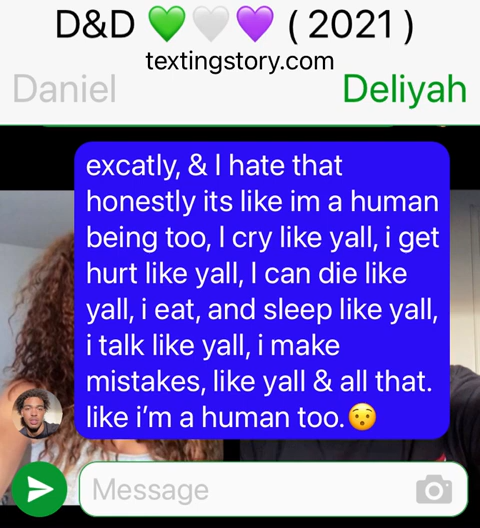 D&D 💚🤍💜 ( 2021 )
textingstory.com
Daniel Deliyah
excatly, & I hate that
honestly its like im a human
being too, I cry like yall, i get
hurt like yall, I can die like
yall, i eat, and sleep like yall,
i talk like yall, i make
mistakes, like yall & all that.
like i’m a human too.😯
Message